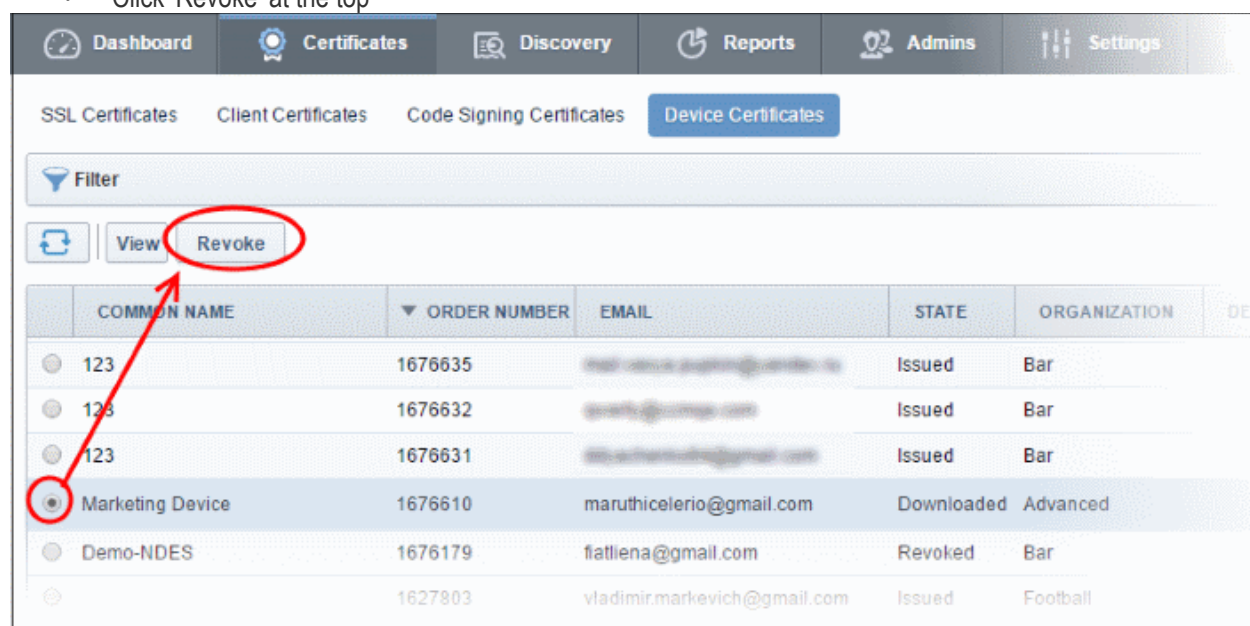 Click 'Revoke' at the top
Dashboard Certificates Discovery Reports Admins Settings
SSL Certificates Client Certificates Code Signing Certificates Device Certificates
Filter
View Revoke
COMMON NAME ▼ ORDER NUMBER EMAIL STATE ORGANIZATION DE
123 1676635 Issued Bar
123 1676632 Issued Bar
123 1676631 Issued Bar
Marketing Device 1676610 maruthicelerio@gmail.com Downloaded Advanced
Demo-NDES 1676179 fiatliena@gmail.com Revoked Bar
1627803 vladimir.markevich@gmail.com Issued Football